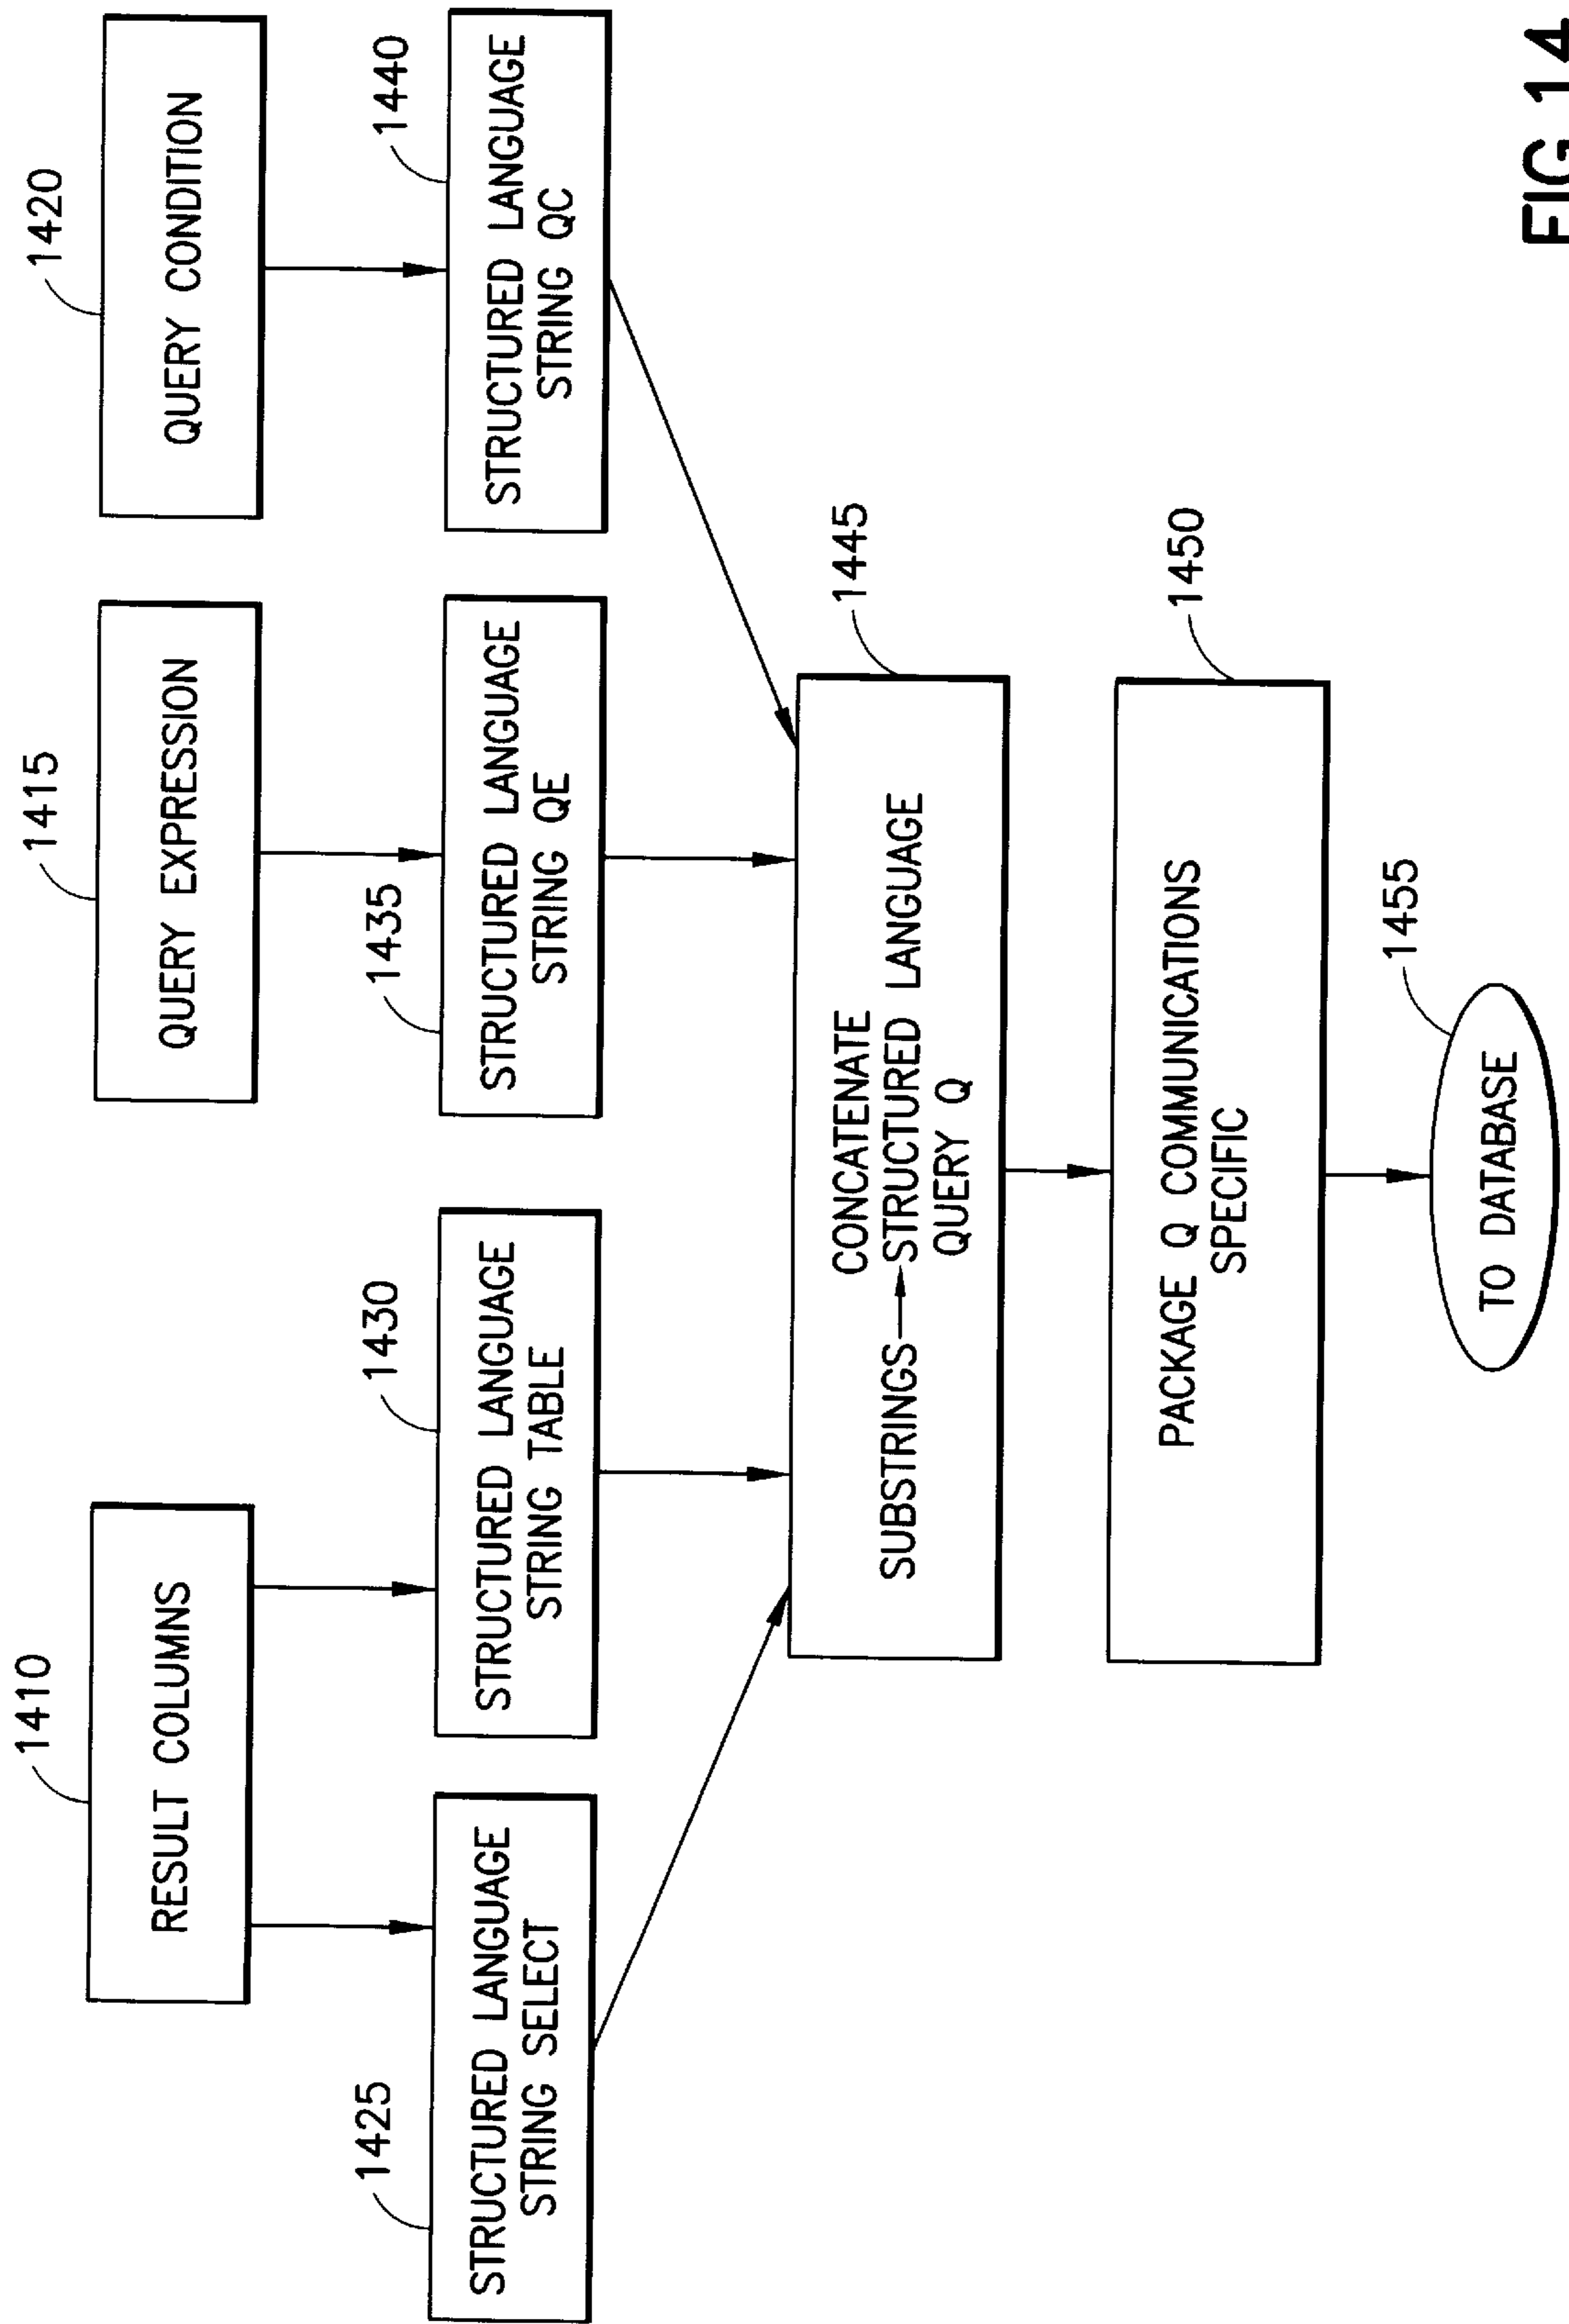 1410
1415
1420
RESULT COLUMNS
QUERY EXPRESSION
QUERY CONDITION
1425
1430
1435
1440
STRUCTURED LANGUAGE
STRING SELECT
STRUCTURED LANGUAGE
STRING TABLE
STRUCTURED LANGUAGE
STRING QE
STRUCTURED LANGUAGE
STRING QC
1445
CONCATENATE
SUBSTRINGS→STRUCTURED LANGUAGE
QUERY Q
1450
PACKAGE Q COMMUNICATIONS
SPECIFIC
1455
TO DATABASE
FIG. 14